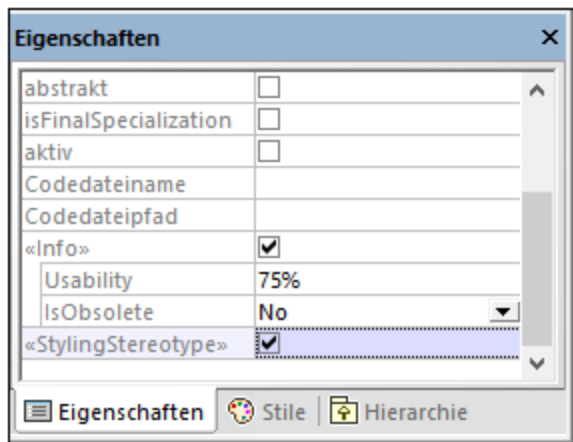 Eigenschaften
abstrakt
isFinalSpecialization
aktiv
Codedateiname
Codedateipfad
«Info»
Usability 75%
IsObsolete No
«StylingStereotype»
Eigenschaften Stile Hierarchie